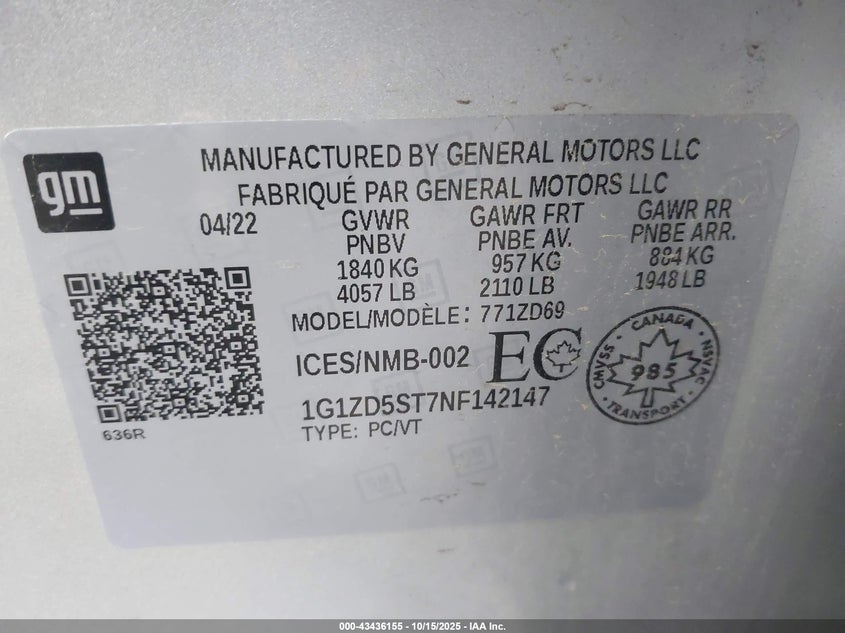 gm
MANUFACTURED BY GENERAL MOTORS LLC
FABRIQUÉ PAR GENERAL MOTORS LLC
04/22 GVWR GAWR FRT GAWR RR
PNBV PNBE AV. PNBE ARR.
1840 KG 957 KG 884 KG
4057 LB 2110 LB 1948 LB
MODEL/MODÈLE: 771ZD69
ICES/NMB-002 EC
CANADA
CMVSS 985 NSVAC
TRANSPORT
1G1ZD5ST7NF142147
TYPE: PC/VT
636R
000-43436155 - 10/15/2025 - IAA Inc.